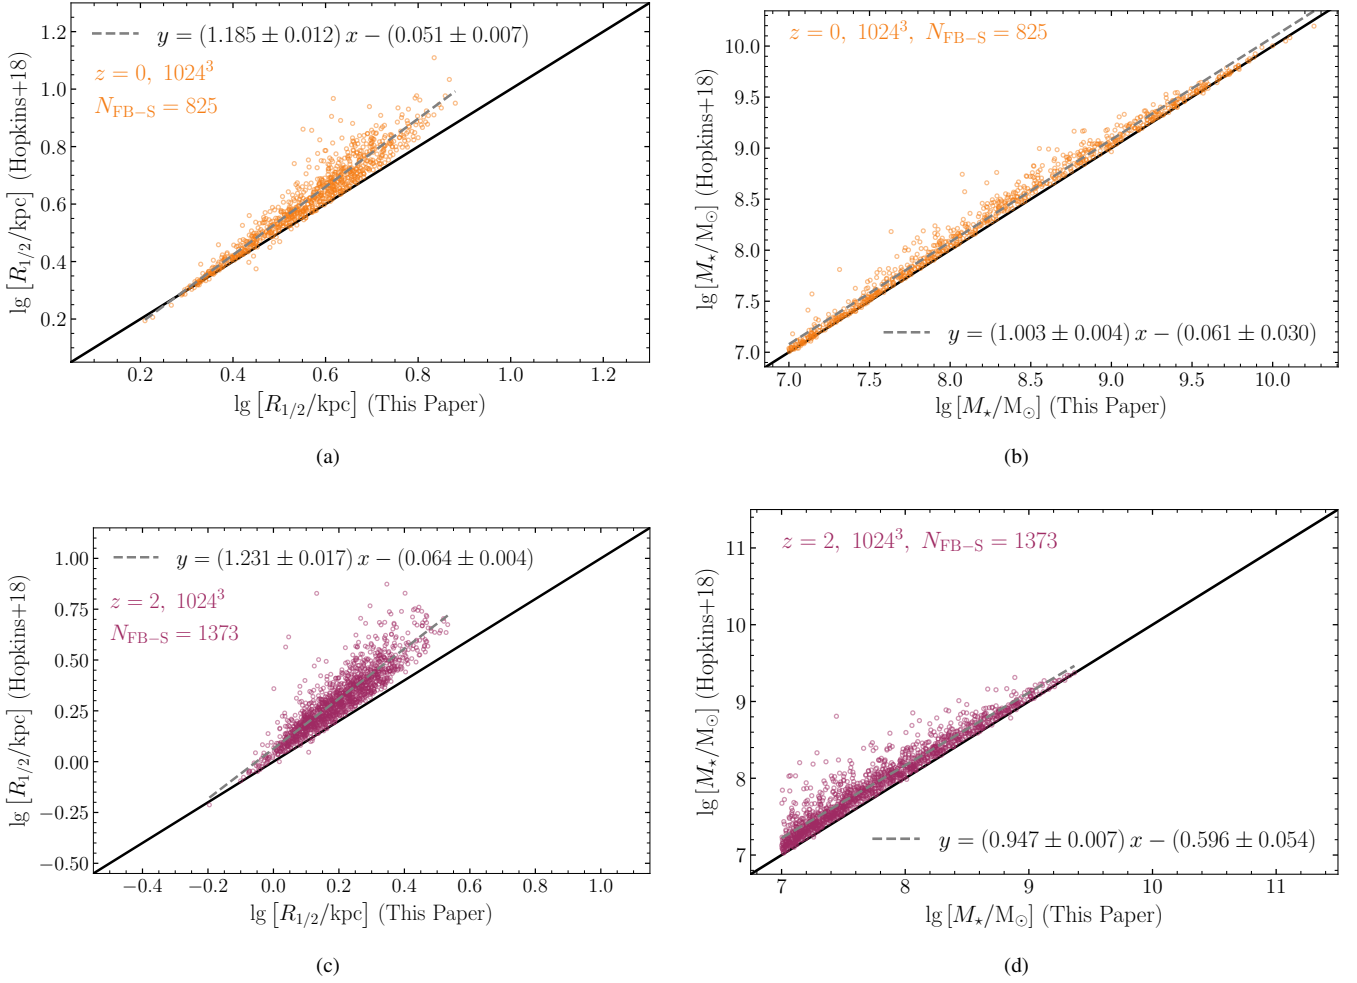 y = (1.185 ± 0.012) x − (0.051 ± 0.007)
z = 0, 1024³
N_FB−S = 825
lg [R_1/2/kpc] (Hopkins+18)
1.2
1.0
0.8
0.6
0.4
0.2
0.2 0.4 0.6 0.8 1.0 1.2
lg [R_1/2/kpc] (This Paper)
(a)
z = 0, 1024³, N_FB−S = 825
lg [M_⋆/M_⊙] (Hopkins+18)
10.0
9.5
9.0
8.5
8.0
7.5
7.0
y = (1.003 ± 0.004) x − (0.061 ± 0.030)
7.0 7.5 8.0 8.5 9.0 9.5 10.0
lg [M_⋆/M_⊙] (This Paper)
(b)
y = (1.231 ± 0.017) x − (0.064 ± 0.004)
z = 2, 1024³
N_FB−S = 1373
lg [R_1/2/kpc] (Hopkins+18)
1.00
0.75
0.50
0.25
0.00
−0.25
−0.50
−0.4 −0.2 0.0 0.2 0.4 0.6 0.8 1.0
lg [R_1/2/kpc] (This Paper)
(c)
z = 2, 1024³, N_FB−S = 1373
lg [M_⋆/M_⊙] (Hopkins+18)
11
10
9
8
7
y = (0.947 ± 0.007) x − (0.596 ± 0.054)
7 8 9 10 11
lg [M_⋆/M_⊙] (This Paper)
(d)